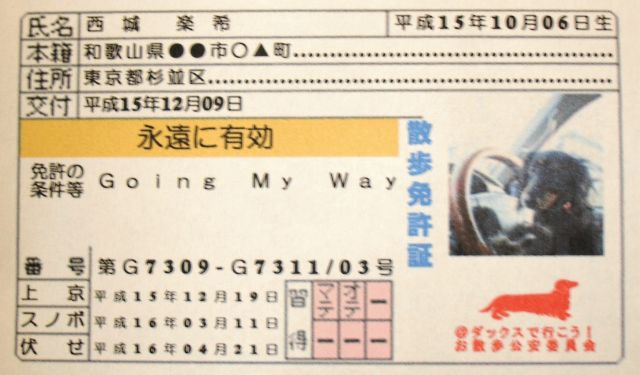 氏名 西城 楽希 平成15年10月06日生
本籍 和歌山県●●市○▲町
住所 東京都杉並区
交付 平成15年12月09日
永遠に有効
免許の条件等 Going My Way
散歩免許証
番号 第G7309-G7311/03号
上京 平成15年12月19日
スノボ 平成16年03月11日
伏せ 平成16年04月21日
習得 マテ オテ ー
ー ー ー
@ダックスで行こう!
お散歩公安委員会